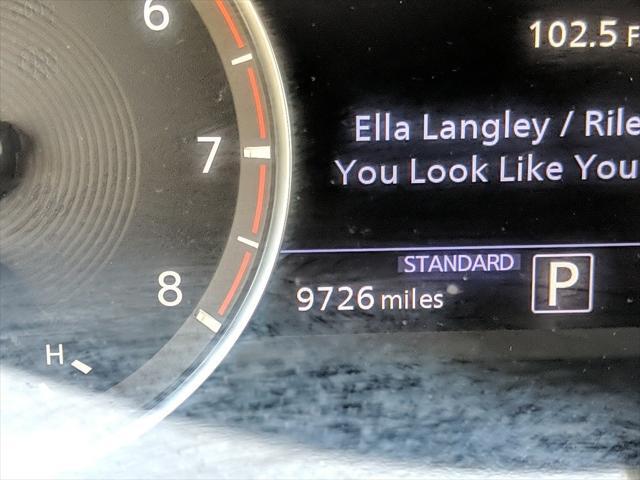 6
102.5 F
Ella Langley / Rile
7
You Look Like You
STANDARD
P
8
9726 miles
H